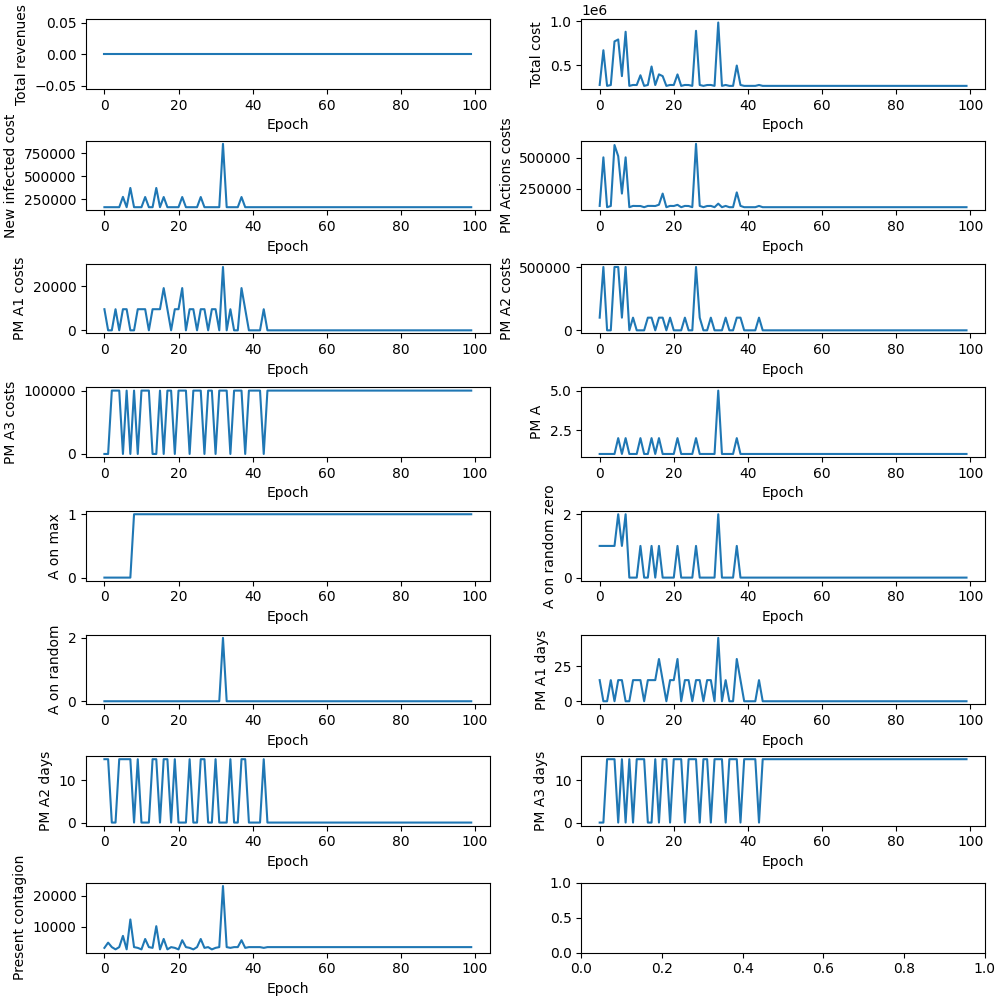 Total revenues
0.05
0.00
−0.05
0 20 40 60 80 100
Epoch
1e6
Total cost
1.0
0.5
0 20 40 60 80 100
Epoch
New infected cost
750000
500000
250000
0 20 40 60 80 100
Epoch
PM Actions costs
500000
250000
0 20 40 60 80 100
Epoch
PM A1 costs
20000
0
0 20 40 60 80 100
Epoch
PM A2 costs
500000
0
0 20 40 60 80 100
Epoch
PM A3 costs
100000
0
0 20 40 60 80 100
Epoch
PM A
5.0
2.5
0 20 40 60 80 100
Epoch
A on max
1
0
0 20 40 60 80 100
Epoch
A on random zero
2
0
0 20 40 60 80 100
Epoch
A on random
2
0
0 20 40 60 80 100
Epoch
PM A1 days
25
0
0 20 40 60 80 100
Epoch
PM A2 days
10
0
0 20 40 60 80 100
Epoch
PM A3 days
10
0
0 20 40 60 80 100
Epoch
Present contagion
20000
10000
0 20 40 60 80 100
Epoch
1.0
0.5
0.0
0.0 0.2 0.4 0.6 0.8 1.0